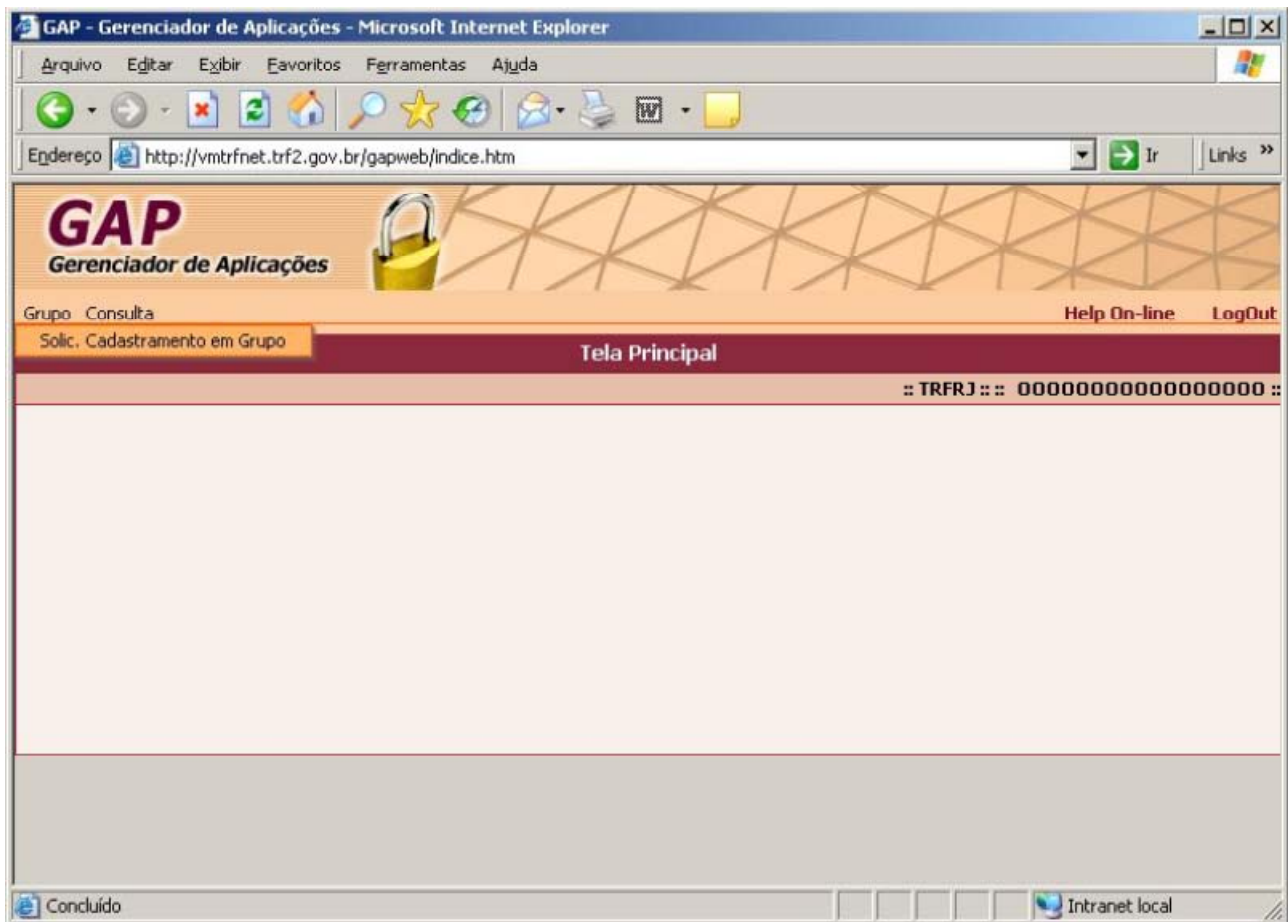 GAP - Gerenciador de Aplicações - Microsoft Internet Explorer
Arquivo Editar Exibir Favoritos Ferramentas Ajuda
Endereço http://vmtrfnet.trf2.gov.br/gapweb/indice.htm Ir Links »
GAP
Gerenciador de Aplicações
Grupo Consulta Help On-line LogOut
Solic. Cadastramento em Grupo
Tela Principal
:: TRFRJ :: :: OOOOOOOOOOOOOOOOO ::
Concluído Intranet local